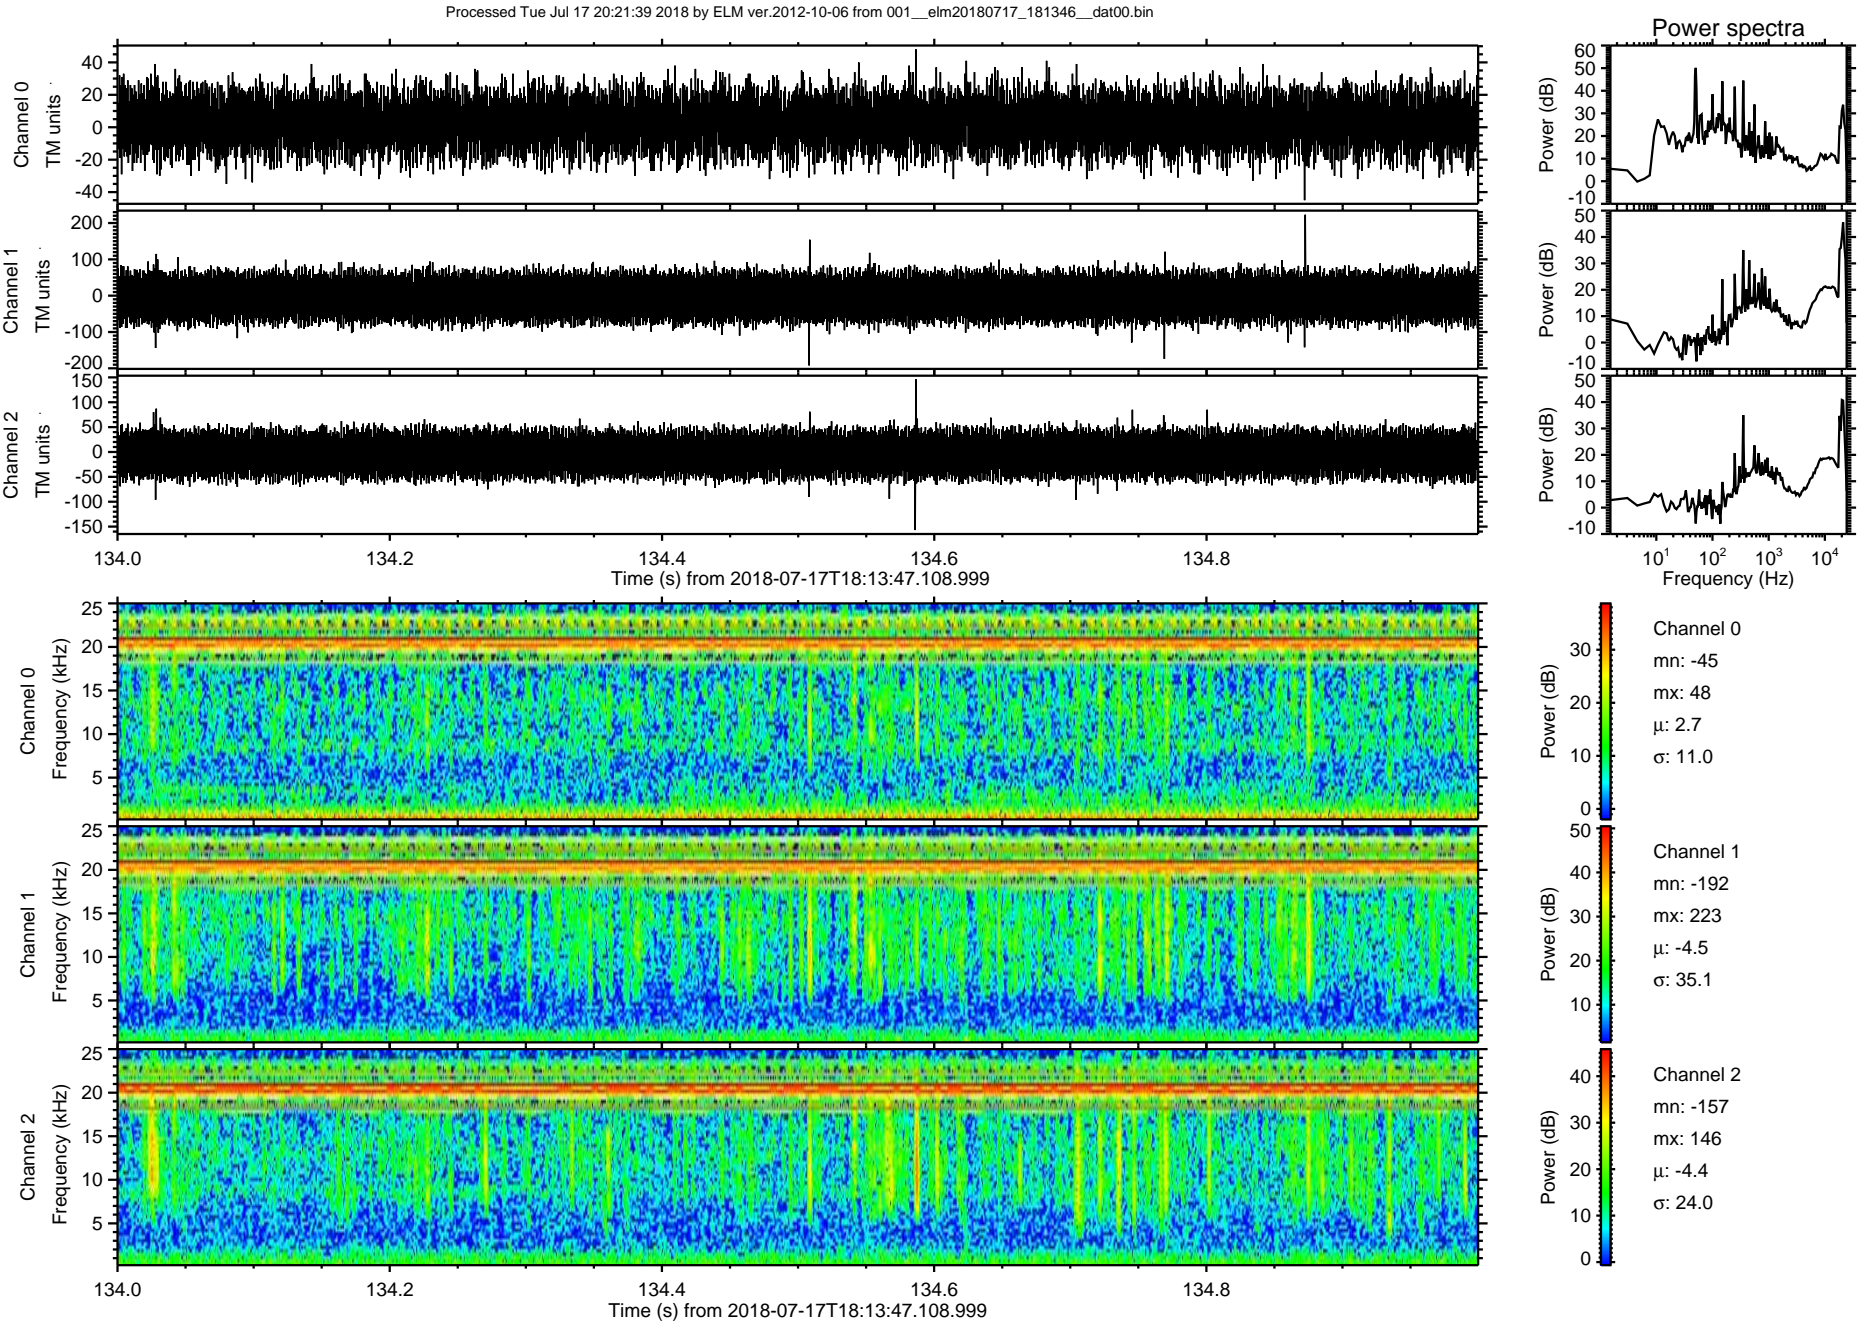 Processed Tue Jul 17 20:21:39 2018 by ELM ver.2012-10-06 from 001__elm20180717_181346__dat00.bin
Power spectra
Channel 0
TM units
40
20
0
-20
-40
Power (dB)
60
50
40
30
20
10
0
-10
Channel 1
TM units
200
100
0
-100
-200
Power (dB)
50
40
30
20
10
0
-10
Channel 2
TM units
150
100
50
0
-50
-100
-150
Power (dB)
50
40
30
20
10
0
-10
134.0 134.2 134.4 134.6 134.8
Time (s) from 2018-07-17T18:13:47.108.999
10^1 10^2 10^3 10^4
Frequency (Hz)
Channel 0
Frequency (kHz)
25
20
15
10
5
Power (dB)
30
20
10
0
Channel 0
mn: -45
mx: 48
μ: 2.7
σ: 11.0
Channel 1
Frequency (kHz)
25
20
15
10
5
Power (dB)
50
40
30
20
10
Channel 1
mn: -192
mx: 223
μ: -4.5
σ: 35.1
Channel 2
Frequency (kHz)
25
20
15
10
5
Power (dB)
40
30
20
10
0
Channel 2
mn: -157
mx: 146
μ: -4.4
σ: 24.0
134.0 134.2 134.4 134.6 134.8
Time (s) from 2018-07-17T18:13:47.108.999